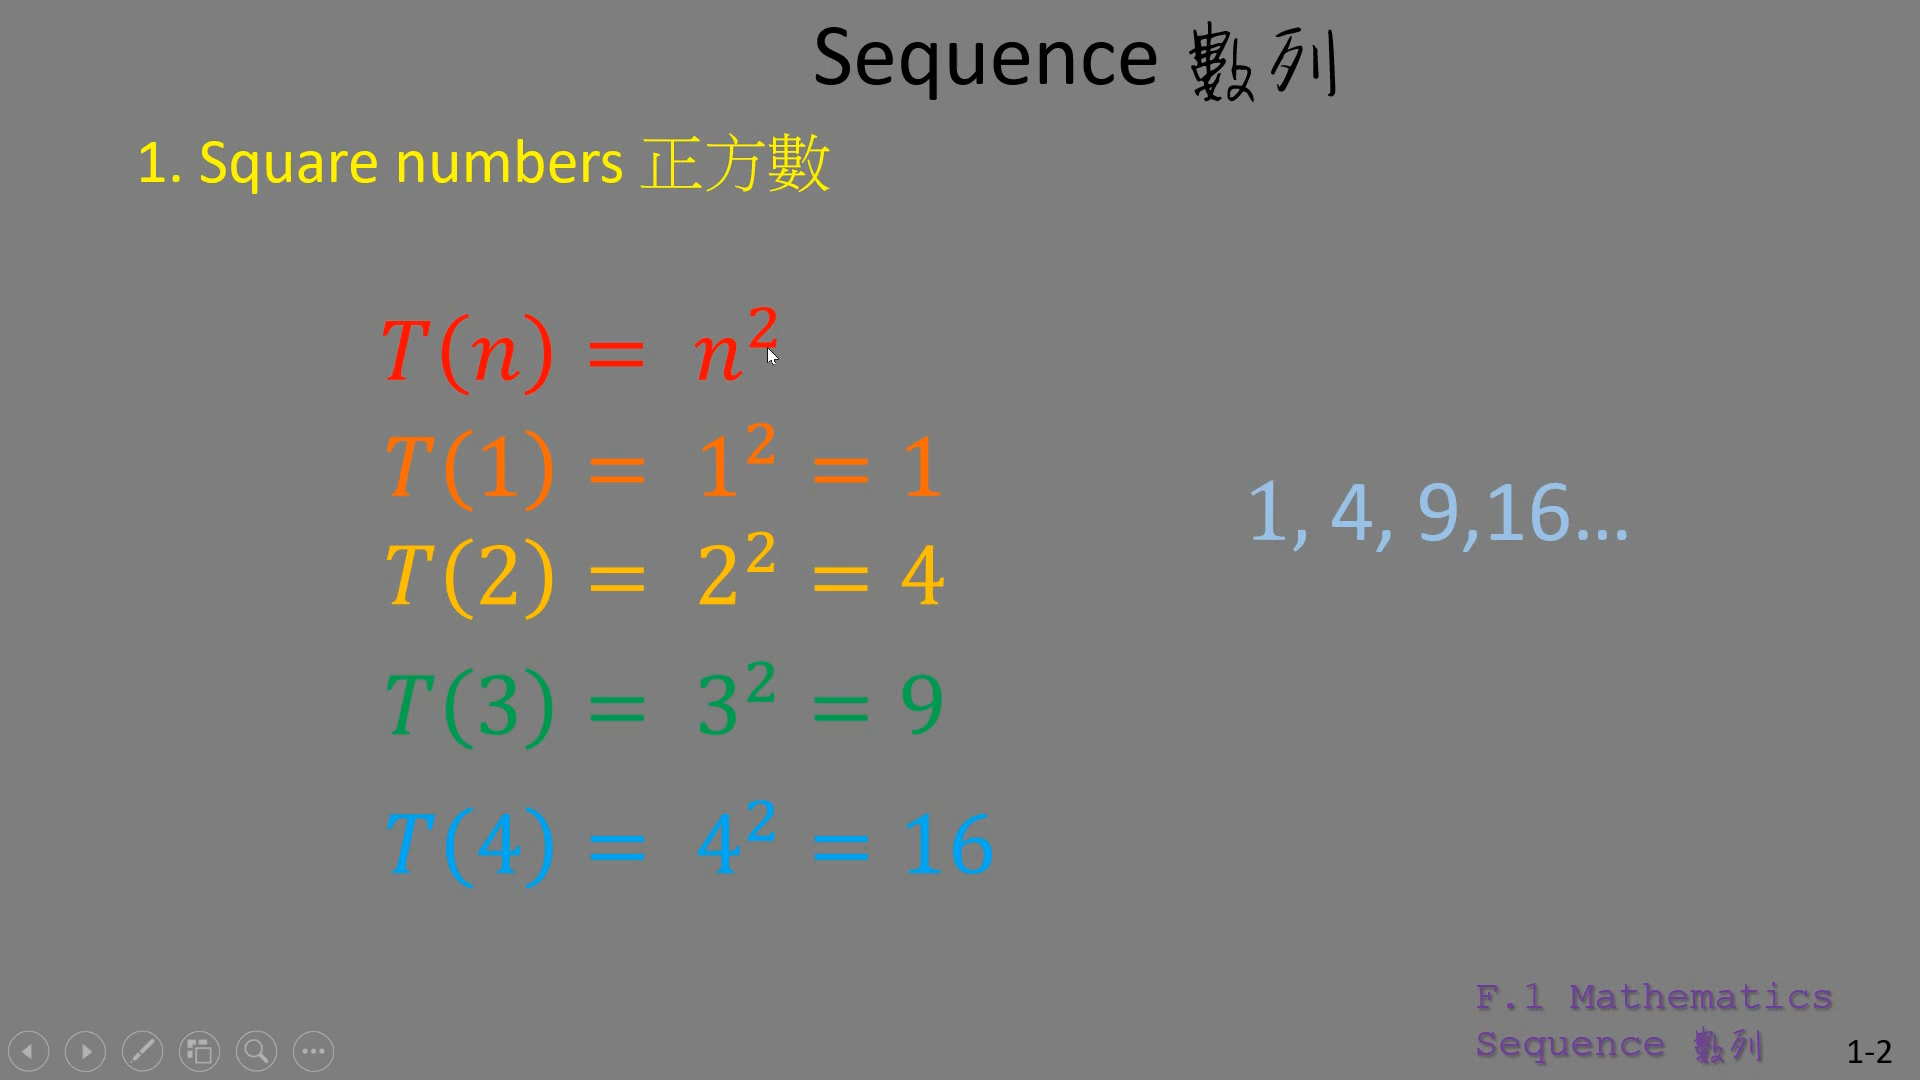 Sequence 數列
1. Square numbers 正方數
T(n) = n²
T(1) = 1² = 1
T(2) = 2² = 4
T(3) = 3² = 9
T(4) = 4² = 16
1, 4, 9,16...
F.1 Mathematics
Sequence 數列
1-2